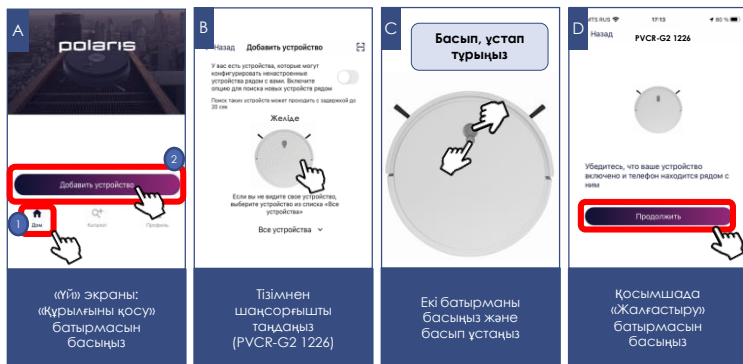 A
polaris
2
Добавить устройство
1
Дом
Каталог
Профиль
«Үй» экраны:
«Құрылғыны қосу»
батырмасын
басыңыз
B
Назад
Добавить устройство
У вас есть устройства, которые могут
конфигурировать ненастроенные
устройства рядом с вами. Включите
опцию для поиска новых устройств рядом
Поиск таких устройств может проходить с задержкой до
20 сек
Желіде
Если вы не видите свое устройство,
выберите устройство из списка «Все
устройства»
Все устройства
Тізімнен
шаңсорғышты
таңдаңыз
(PVCR-G2 1226)
C
Басып, ұстап
тұрыңыз
Екі батырманы
басыңыз және
басып ұстаңыз
D
MTS RUS
17:13
80 %
Назад
PVCR-G2 1226
Убедитесь, что ваше устройство
включено и телефон находится рядом с
ним
Продолжить
Қосымшада
«Жалғастыру»
батырмасын
басыңыз